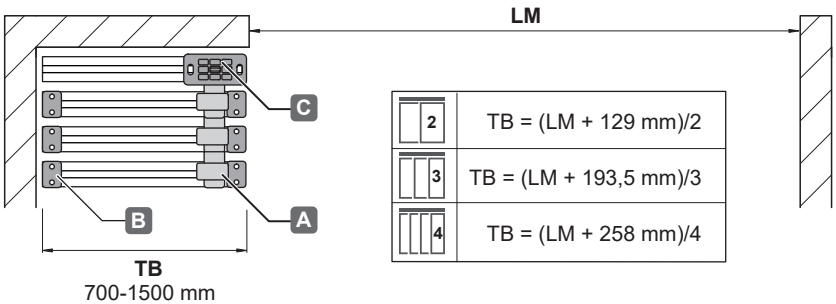 LM
C
2 TB = (LM + 129 mm)/2
3 TB = (LM + 193,5 mm)/3
B
A
4 TB = (LM + 258 mm)/4
TB
700-1500 mm